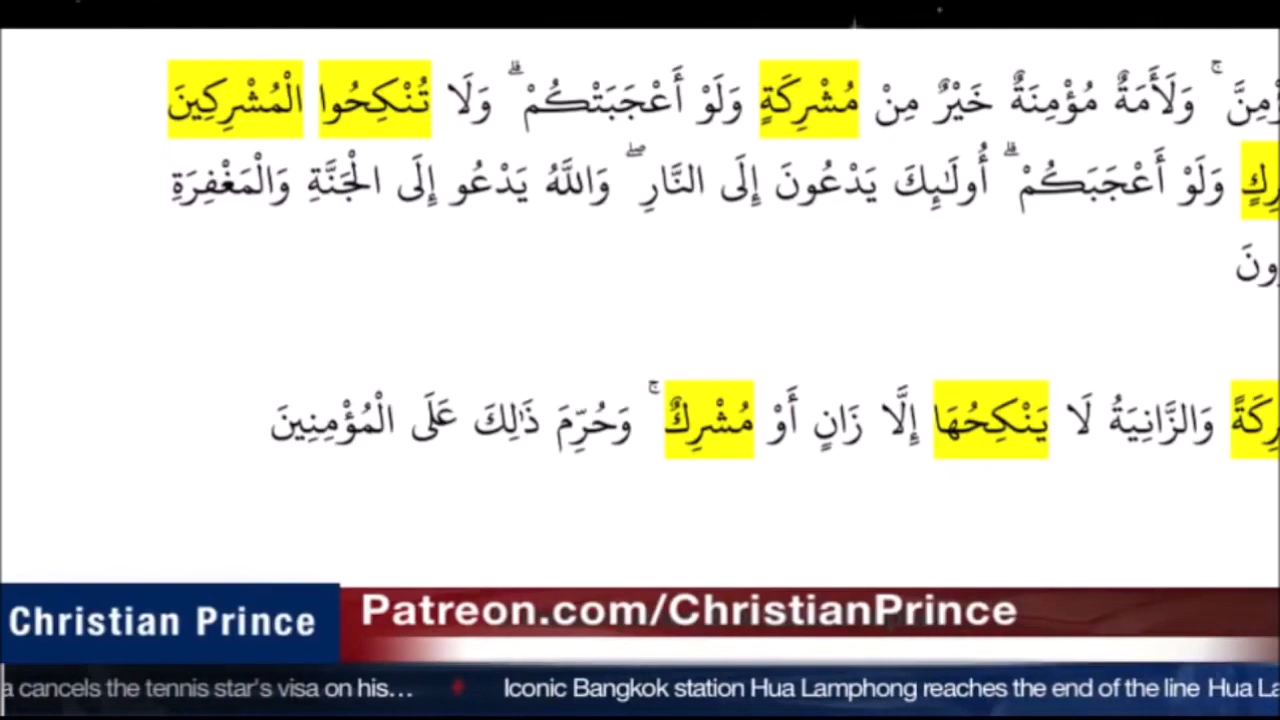 ۚ وَلَأَمَةٌ مُؤْمِنَةٌ خَيْرٌ مِنْ مُشْرِكَةٍ وَلَوْ أَعْجَبَتْكُمْ ۗ وَلَا تُنْكِحُوا الْمُشْرِكِينَ
وَلَوْ أَعْجَبَكُمْ ۗ أُولَٰئِكَ يَدْعُونَ إِلَى النَّارِ ۖ وَاللَّهُ يَدْعُو إِلَى الْجَنَّةِ وَالْمَغْفِرَةِ
وَالزَّانِيَةُ لَا يَنْكِحُهَا إِلَّا زَانٍ أَوْ مُشْرِكٌ ۚ وَحُرِّمَ ذَٰلِكَ عَلَى الْمُؤْمِنِينَ
Christian Prince
Patreon.com/ChristianPrince
a cancels the tennis star's visa on his... Iconic Bangkok station Hua Lamphong reaches the end of the line Hua